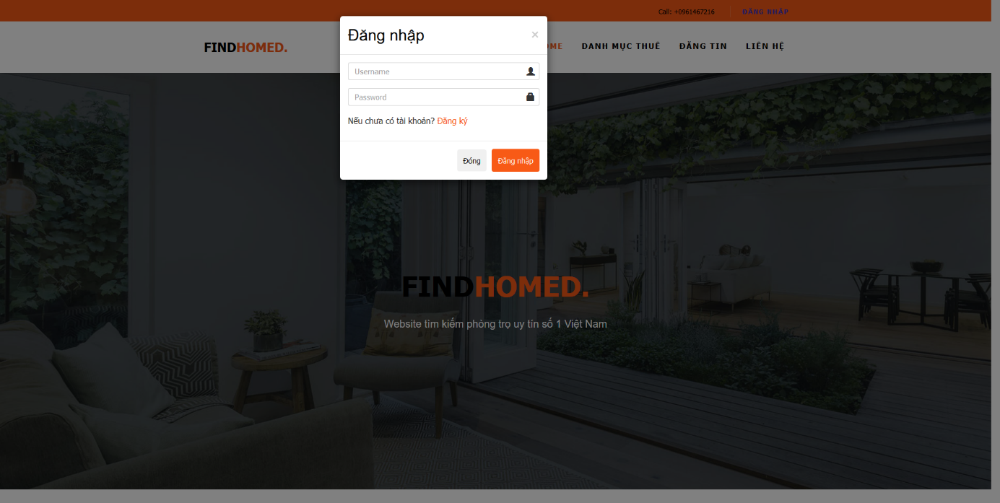 Call: +0961467216 ĐĂNG NHẬP
FINDHOMED.
OME DANH MỤC THUÊ ĐĂNG TIN LIÊN HỆ
Đăng nhập ×
Username
Password
Nếu chưa có tài khoản? Đăng ký
Đóng Đăng nhập
FINDHOMED.
Website tìm kiếm phòng trọ uy tín số 1 Việt Nam